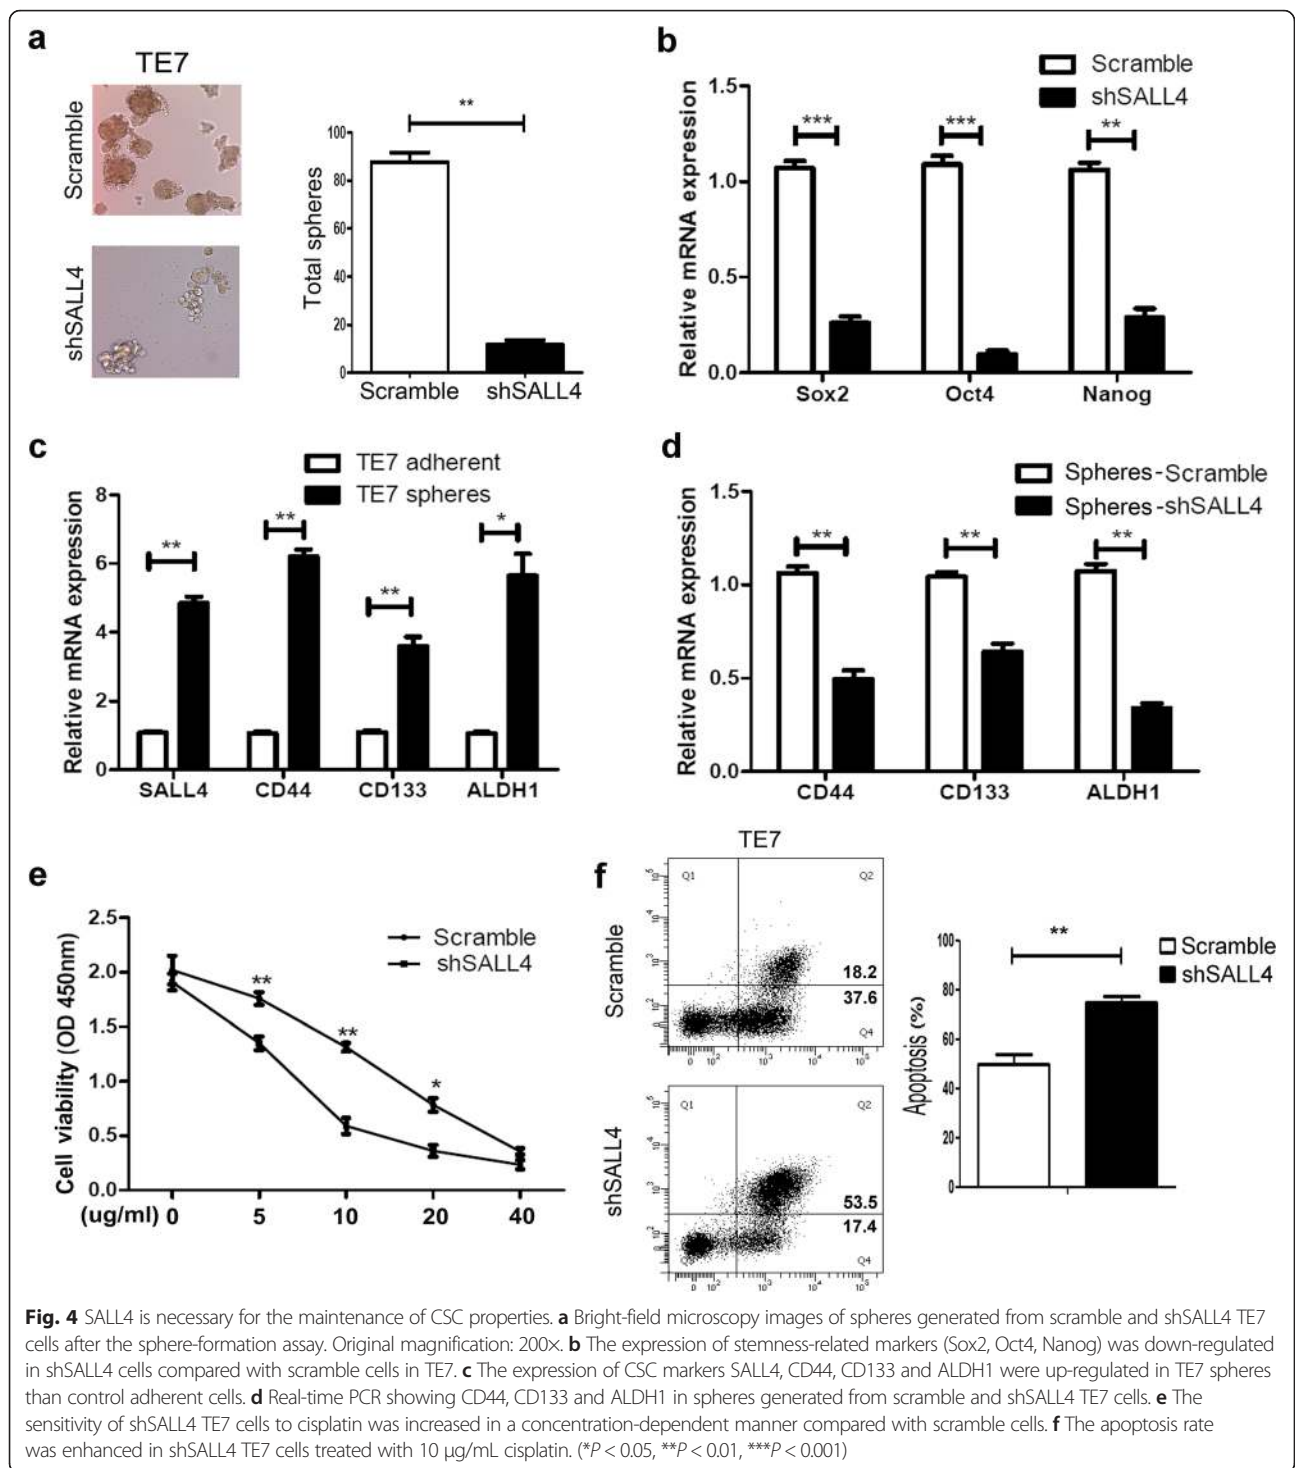 a
TE7
Scramble
shSALL4
**
Total spheres
100
80
60
40
20
0
Scramble shSALL4
b
Scramble
shSALL4
Relative mRNA expression
1.5
1.0
0.5
0.0
*** *** **
Sox2 Oct4 Nanog
c
TE7 adherent
TE7 spheres
Relative mRNA expression
8
6
4
2
0
** ** ** *
SALL4 CD44 CD133 ALDH1
d
Spheres-Scramble
Spheres-shSALL4
Relative mRNA expression
1.5
1.0
0.5
0.0
** ** **
CD44 CD133 ALDH1
e
Cell viability (OD 450nm)
2.5
2.0
1.5
1.0
0.5
0.0
Scramble
shSALL4
** ** *
(ug/ml) 0 5 10 20 40
f
TE7
Scramble
Q1 Q2
18.2
37.6
Q4
shSALL4
Q1 Q2
53.5
17.4
Q4
Apoptosis (%)
100
80
60
40
20
0
**
Scramble
shSALL4
Fig. 4 SALL4 is necessary for the maintenance of CSC properties. a Bright-field microscopy images of spheres generated from scramble and shSALL4 TE7
cells after the sphere-formation assay. Original magnification: 200×. b The expression of stemness-related markers (Sox2, Oct4, Nanog) was down-regulated
in shSALL4 cells compared with scramble cells in TE7. c The expression of CSC markers SALL4, CD44, CD133 and ALDH1 were up-regulated in TE7 spheres
than control adherent cells. d Real-time PCR showing CD44, CD133 and ALDH1 in spheres generated from scramble and shSALL4 TE7 cells. e The
sensitivity of shSALL4 TE7 cells to cisplatin was increased in a concentration-dependent manner compared with scramble cells. f The apoptosis rate
was enhanced in shSALL4 TE7 cells treated with 10 μg/mL cisplatin. (*P < 0.05, **P < 0.01, ***P < 0.001)